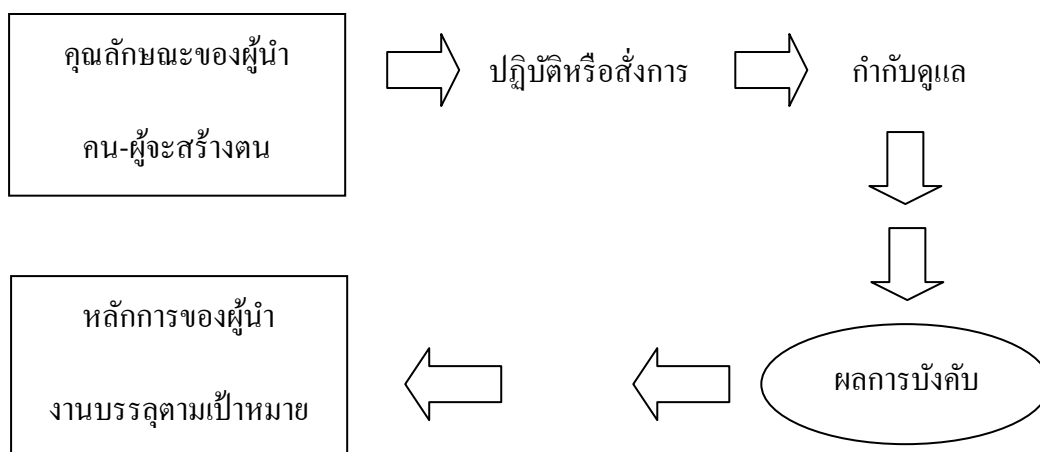 คุณลักษณะของผู้นำ
คน-ผู้จะสร้างตน
ปฏิบัติหรือสั่งการ
กำกับดูแล
หลักการของผู้นำ
งานบรรลุตามเป้าหมาย
ผลการบังคับ